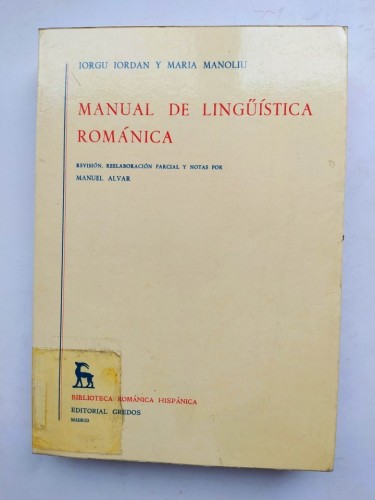 IORGU IORDAN Y MARIA MANOLIU
MANUAL DE LINGÜÍSTICA
ROMÁNICA
REVISIÓN, REELABORACIÓN PARCIAL Y NOTAS POR
MANUEL ALVAR
BIBLIOTECA ROMÁNICA HISPÁNICA
EDITORIAL GREDOS
MADRID